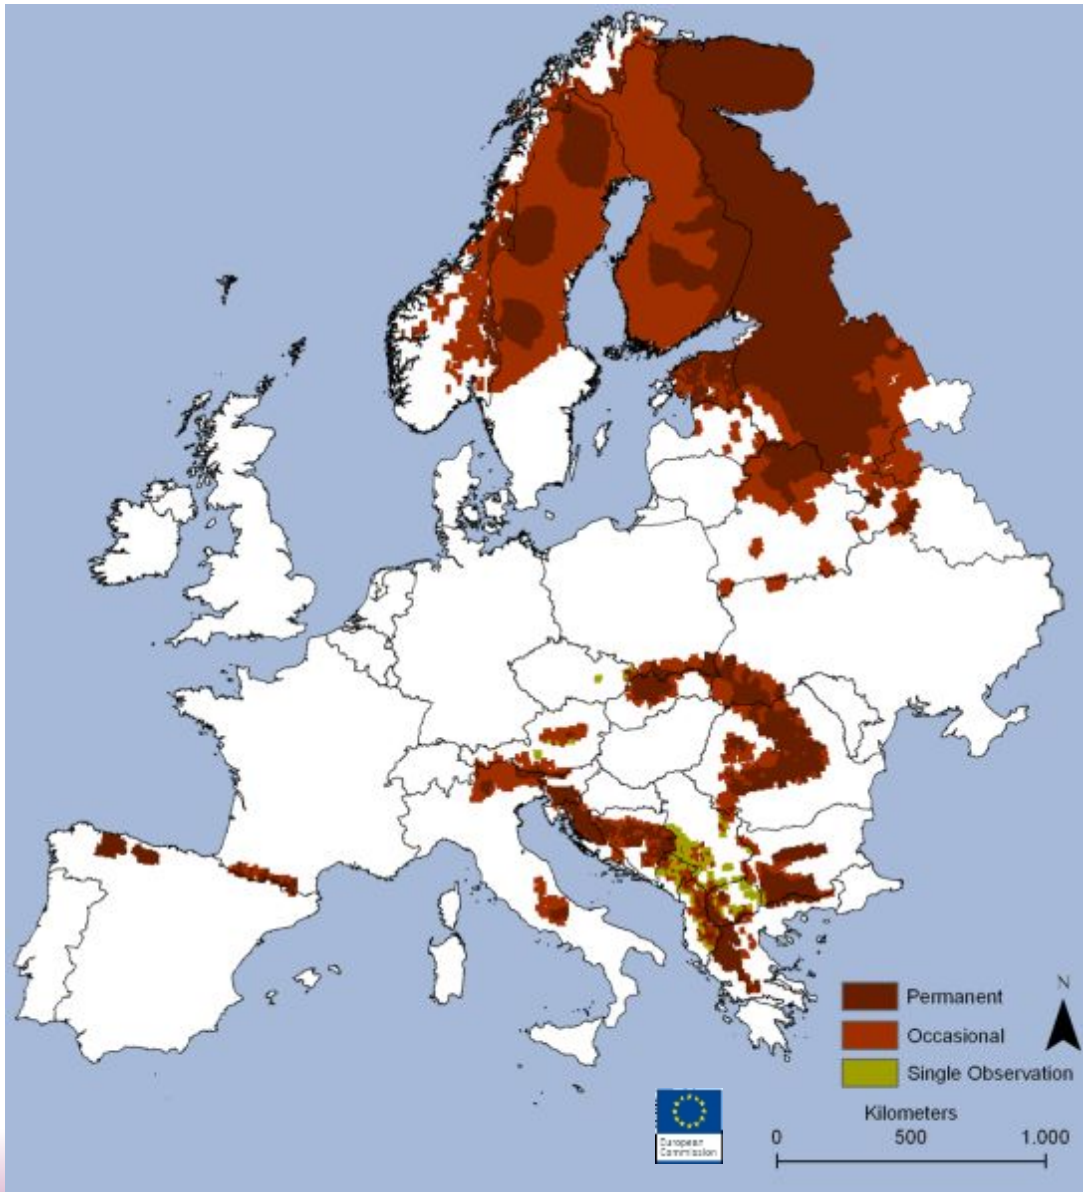 Permanent
N
Occasional
Single Observation
Kilometers
0 500 1.000
European
Commission